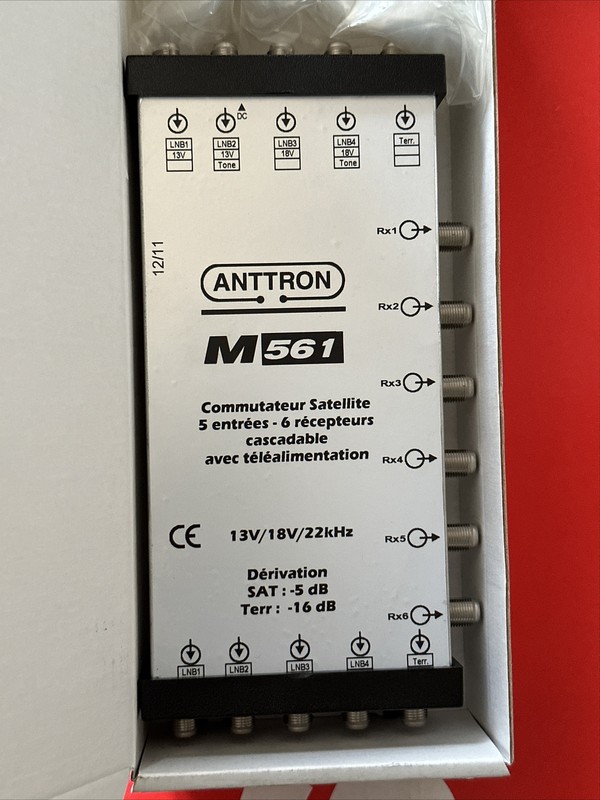 DC
LNB1 LNB2 LNB3 LNB4 Terr.
13V 13V 18V 18V
Tone Tone
Rx1
12/11
ANTTRON
Rx2
M 561
Rx3
Commutateur Satellite
5 entrées - 6 récepteurs
cascadable
avec téléalimentation
Rx4
CE 13V/18V/22kHz
Rx5
Dérivation
SAT : -5 dB
Terr : -16 dB
Rx6
LNB1 LNB2 LNB3 LNB4 Terr.